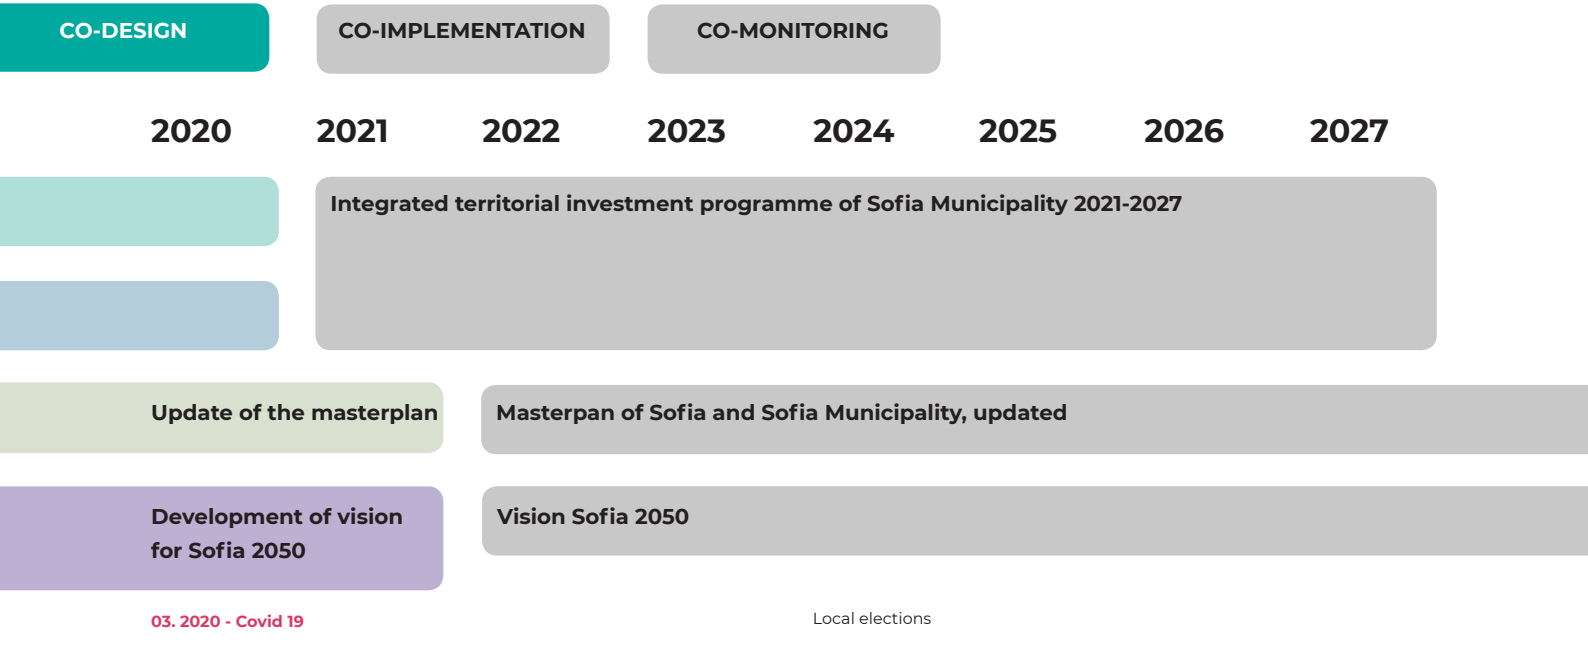 CO-DESIGN CO-IMPLEMENTATION CO-MONITORING
2020 2021 2022 2023 2024 2025 2026 2027
Integrated territorial investment programme of Sofia Municipality 2021-2027
Update of the masterplan Masterpan of Sofia and Sofia Municipality, updated
Development of vision
for Sofia 2050
Vision Sofia 2050
03. 2020 - Covid 19
Local elections